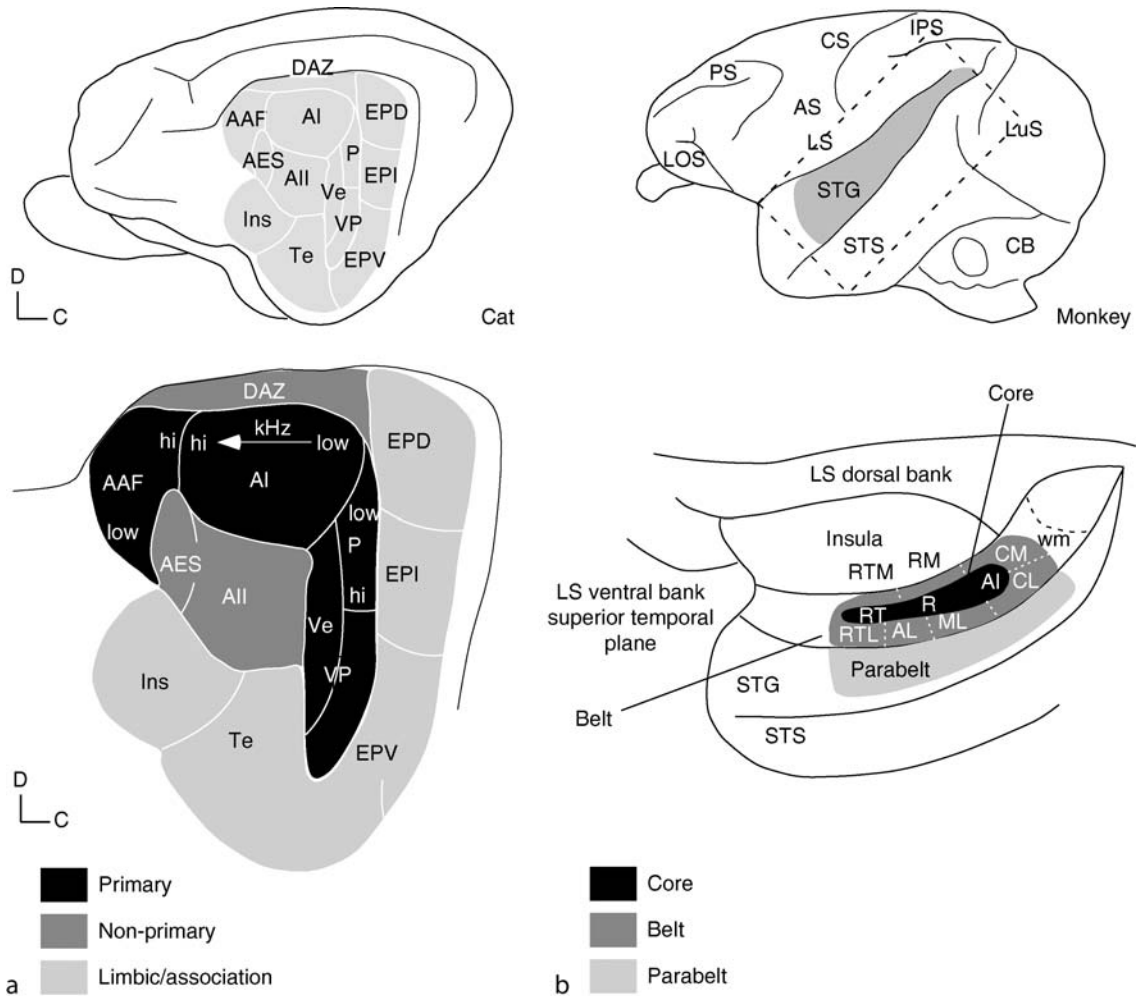 DAZ
AAF
AI
EPD
AES
AII
P
Ve
EPI
Ins
VP
Te
EPV
D
C
Cat
IPS
CS
PS
AS
LS
LuS
LOS
STG
STS
CB
Monkey
DAZ
hi
hi
kHz
low
EPD
AAF
AI
low
low
P
hi
AES
AII
EPI
Ve
Ins
VP
Te
EPV
D
C
Primary
Non-primary
Limbic/association
a
Core
LS dorsal bank
Insula
wm
RM
CM
RTM
AI
CL
LS ventral bank
superior temporal
plane
R
RT
ML
RTL
AL
Parabelt
STG
Belt
STS
Core
Belt
Parabelt
b